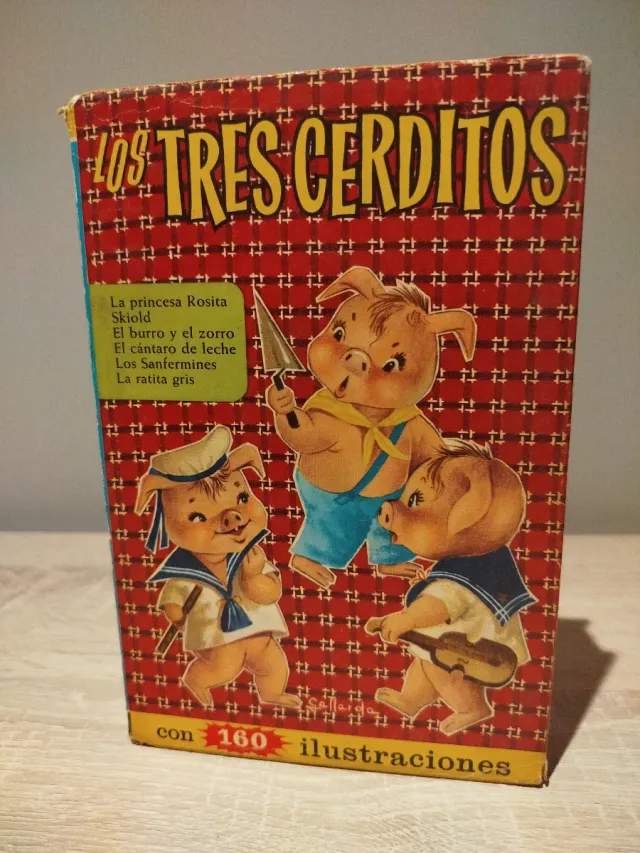 LOS TRES CERDITOS
La princesa Rosita
Skiold
El burro y el zorro
El cántaro de leche
Los Sanfermines
La ratita gris
Gallarda
con 160 ilustraciones